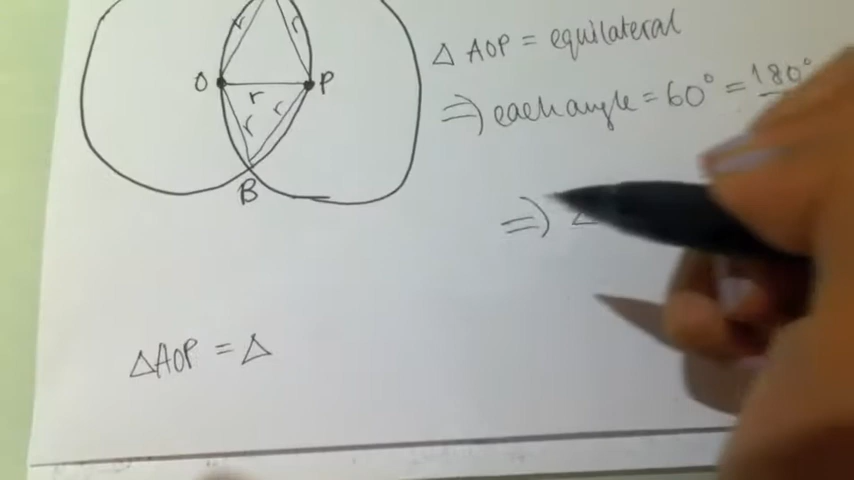 r r
O P
r
r r
B
△ AOP = equilateral
⇒ each angle = 60° = 180°
⇒ ∠
△AOP = △